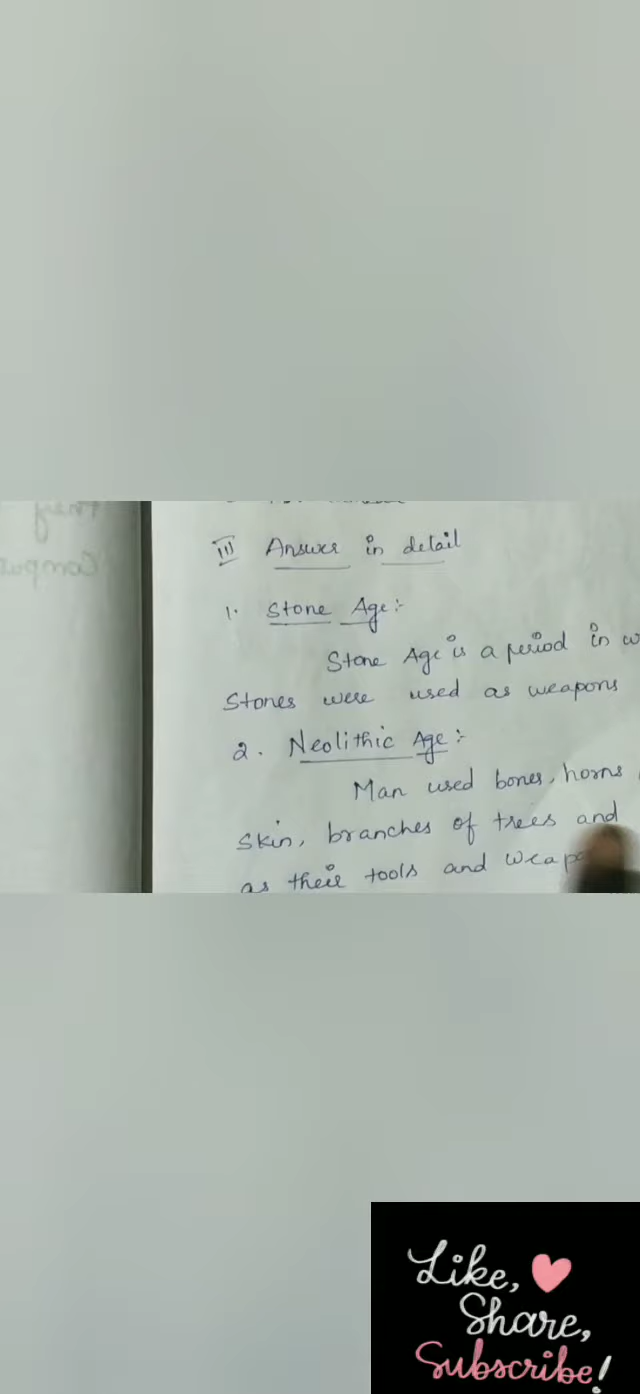 III Answer in detail
1. Stone Age :-
Stone Age is a period in
Stones were used as weapons
2. Neolithic Age :-
Man used bones, horns
skin, branches of trees and
as their tools and
Like,
Share,
Subscribe!